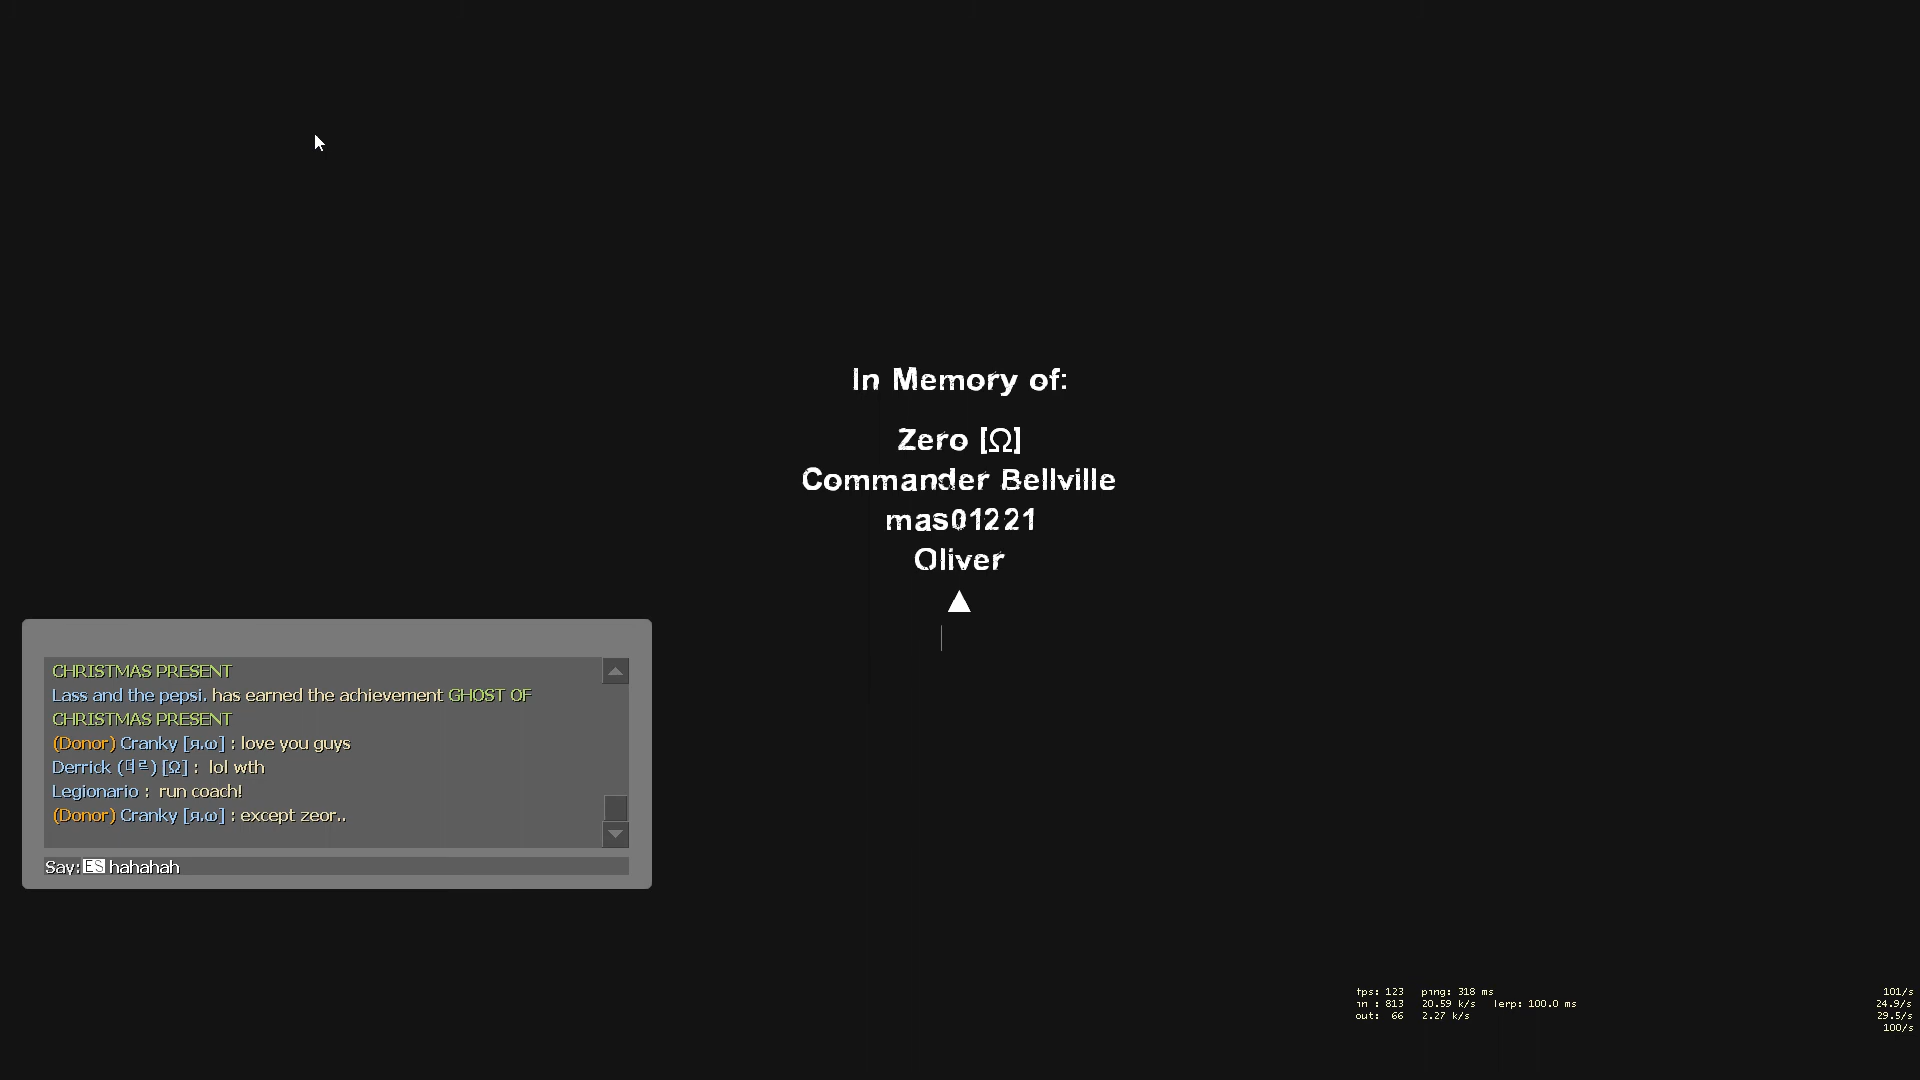 In Memory of:
Zero [Ω]
Commander Bellville
mas01221
Oliver
CHRISTMAS PRESENT
Lass and the pepsi. has earned the achievement GHOST OF
CHRISTMAS PRESENT
(Donor) Cranky [я.ω] : love you guys
Derrick (데르) [Ω] :  lol wth
Legionario :  run coach!
(Donor) Cranky [я.ω] : except zeor..
Say: ES hahahah
fps: 123 ping: 318 ms 101/s
in : 813 20.59 k/s lerp: 100.0 ms 24.9/s
out: 66 2.27 k/s 29.5/s
100/s